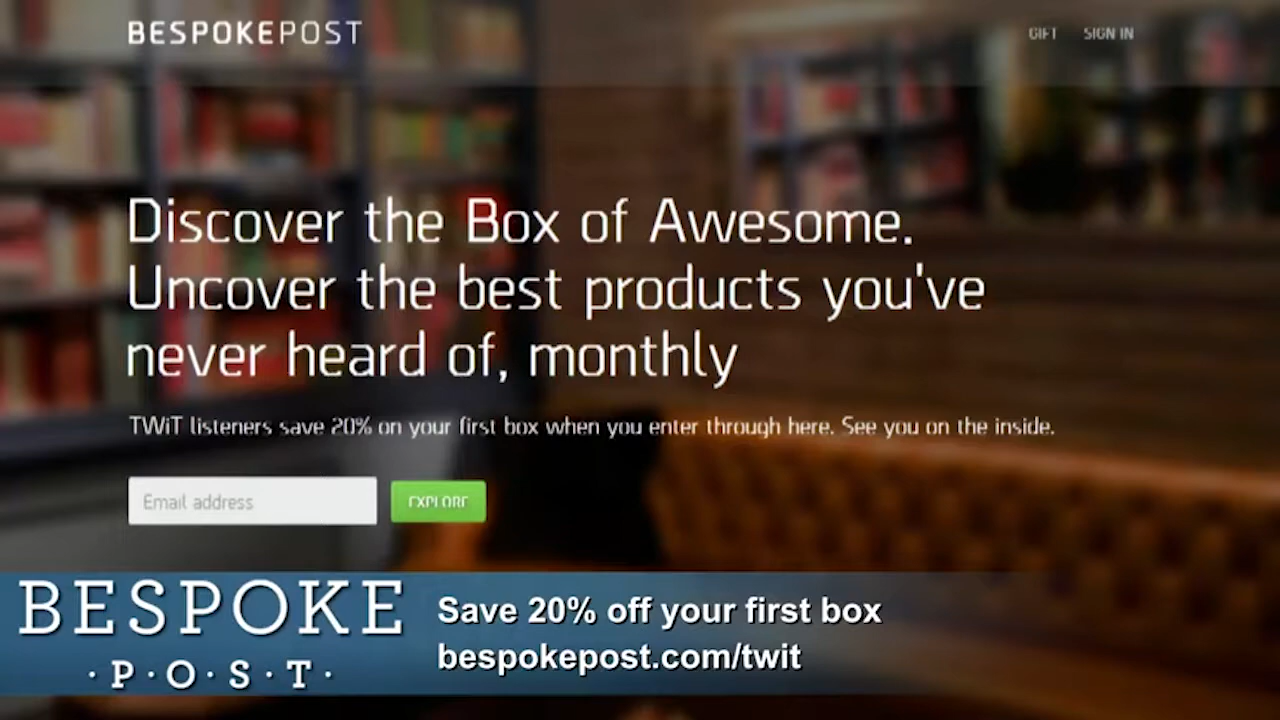 BESPOKEPOST
GIFT SIGN IN
Discover the Box of Awesome.
Uncover the best products you've
never heard of, monthly
TWiT listeners save 20% on your first box when you enter through here. See you on the inside.
Email address
EXPLORE
BESPOKE
·P·O·S·T·
Save 20% off your first box
bespokepost.com/twit